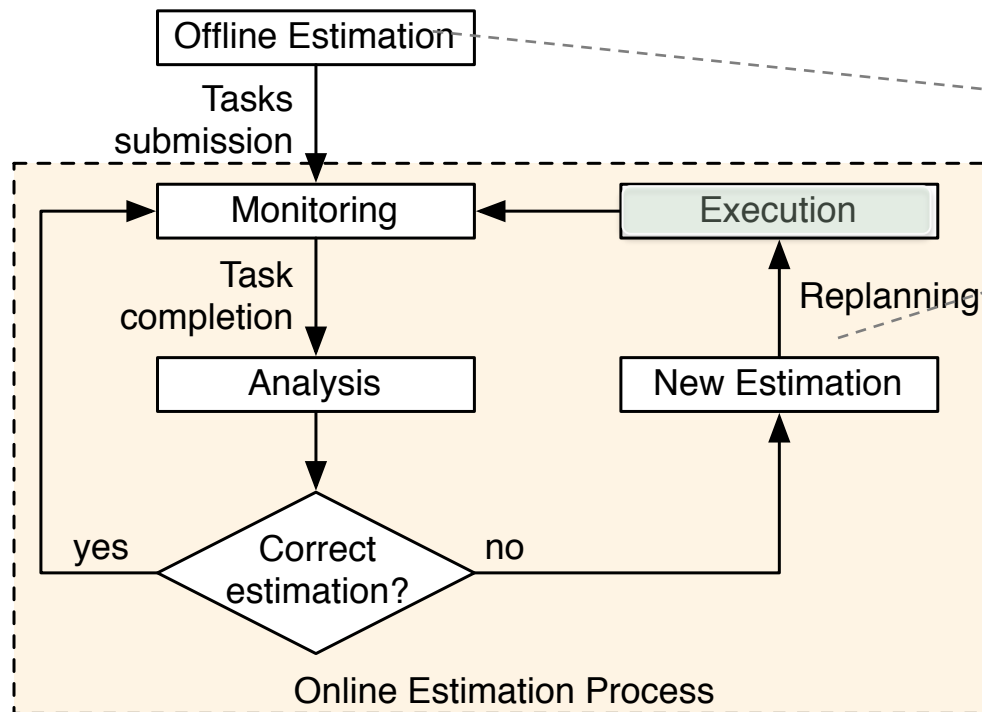 Offline Estimation
Tasks
submission
Monitoring
Execution
Task
completion
Replanning
Analysis
New Estimation
yes
Correct
estimation?
no
Online Estimation Process